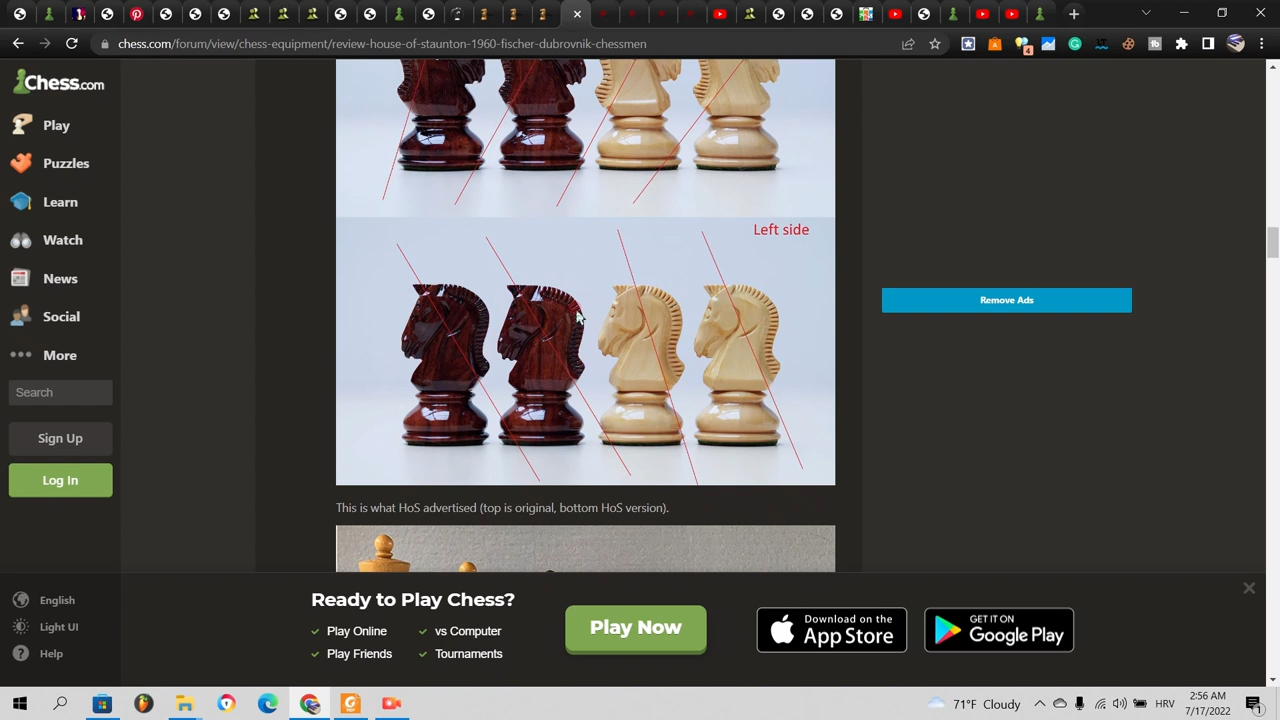 chess.com/forum/view/chess-equipment/review-house-of-staunton-1960-fischer-dubrovnik-chessmen
4
Chess.com
Play
Puzzles
Learn
Watch
News
Social
More
Search
Sign Up
Log In
English
Light UI
Help
Left side
Remove Ads
This is what HoS advertised (top is original, bottom HoS version).
Ready to Play Chess?
Play Online
vs Computer
Play Friends
Tournaments
Play Now
Download on the
App Store
GET IT ON
Google Play
71°F Cloudy
HRV
2:56 AM
7/17/2022
1